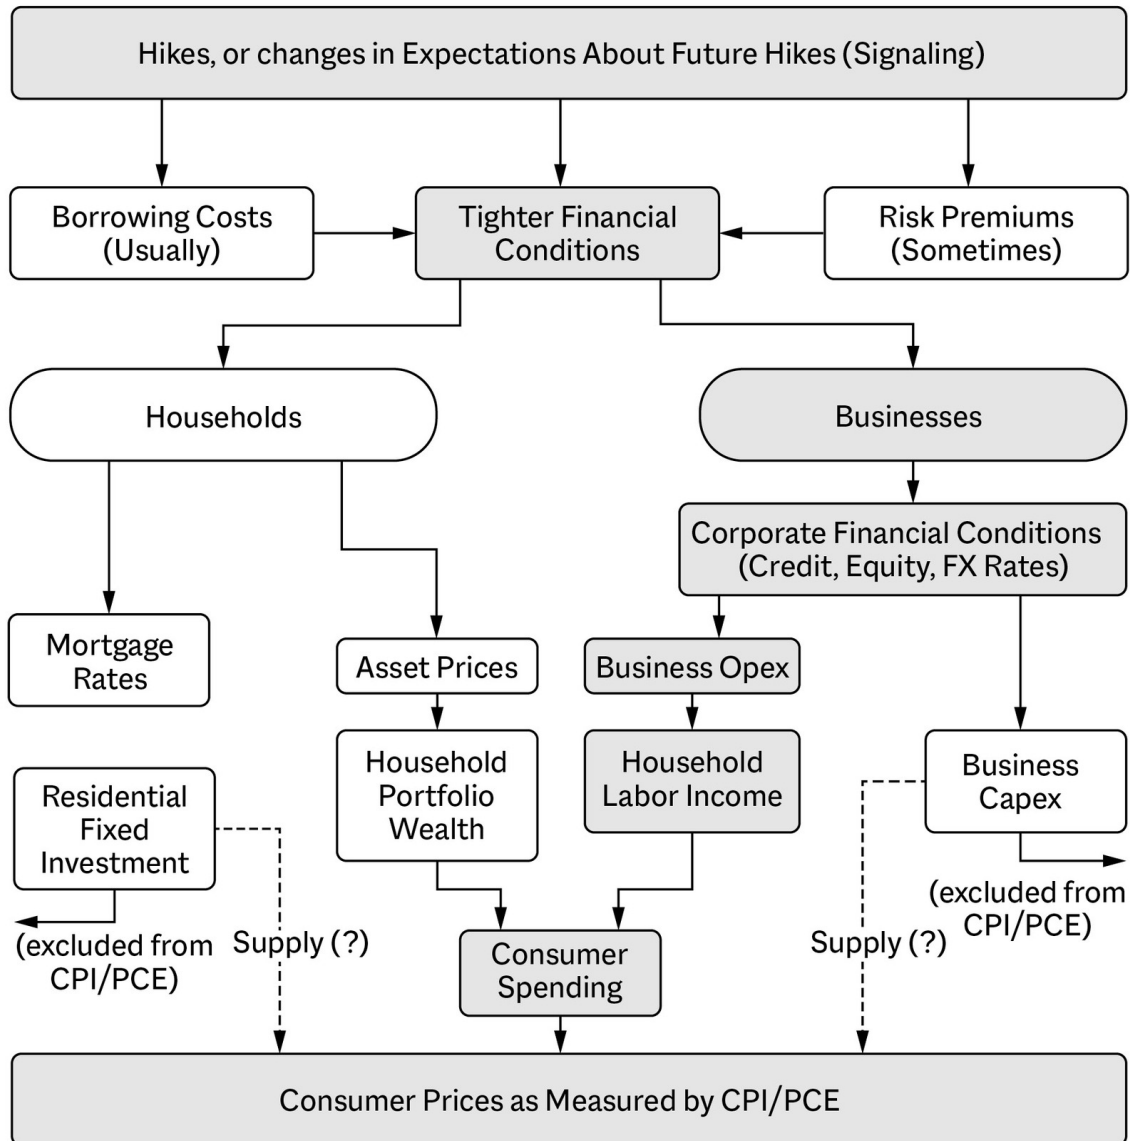 Hikes, or changes in Expectations About Future Hikes (Signaling)
Borrowing Costs
(Usually)
Tighter Financial
Conditions
Risk Premiums
(Sometimes)
Households
Businesses
Corporate Financial Conditions
(Credit, Equity, FX Rates)
Mortgage
Rates
Asset Prices
Business Opex
Household
Portfolio
Wealth
Household
Labor Income
Business
Capex
Residential
Fixed
Investment
(excluded from
CPI/PCE)
Supply (?)
Consumer
Spending
Supply (?)
(excluded from
CPI/PCE)
Consumer Prices as Measured by CPI/PCE